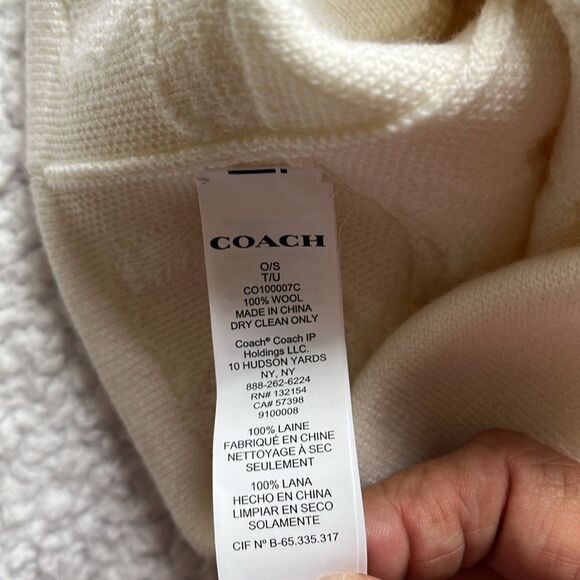 COACH
O/S
T/U
CO100007C
100% WOOL
MADE IN CHINA
DRY CLEAN ONLY
Coach® Coach IP
Holdings LLC.
10 HUDSON YARDS
NY, NY
888-262-6224
RN# 132154
CA# 57398
9100008
100% LAINE
FABRIQUÉ EN CHINE
NETTOYAGE À SEC
SEULEMENT
100% LANA
HECHO EN CHINA
LIMPIAR EN SECO
SOLAMENTE
CIF Nº B-65.335.317